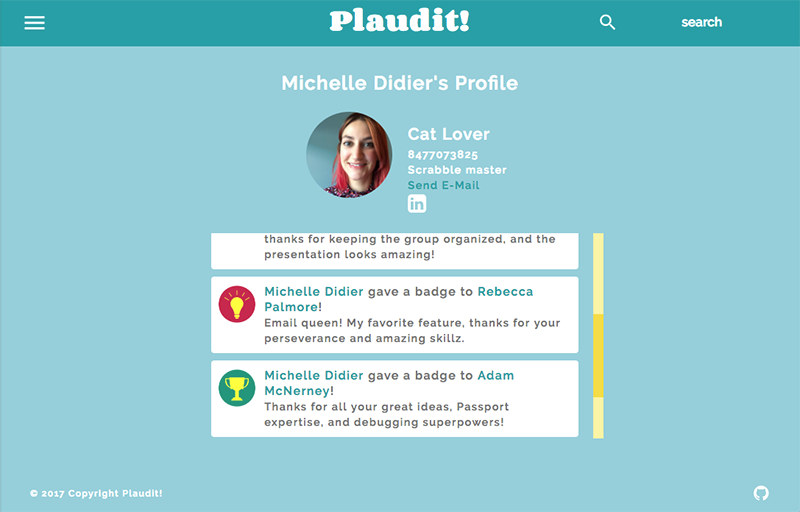 Plaudit!
search
Michelle Didier's Profile
Cat Lover
8477073825
Scrabble master
Send E-Mail
in
thanks for keeping the group organized, and the
presentation looks amazing!
Michelle Didier gave a badge to Rebecca
Palmore!
Email queen! My favorite feature, thanks for your
perseverance and amazing skillz.
Michelle Didier gave a badge to Adam
McNerney!
Thanks for all your great ideas, Passport
expertise, and debugging superpowers!
© 2017 Copyright Plaudit!